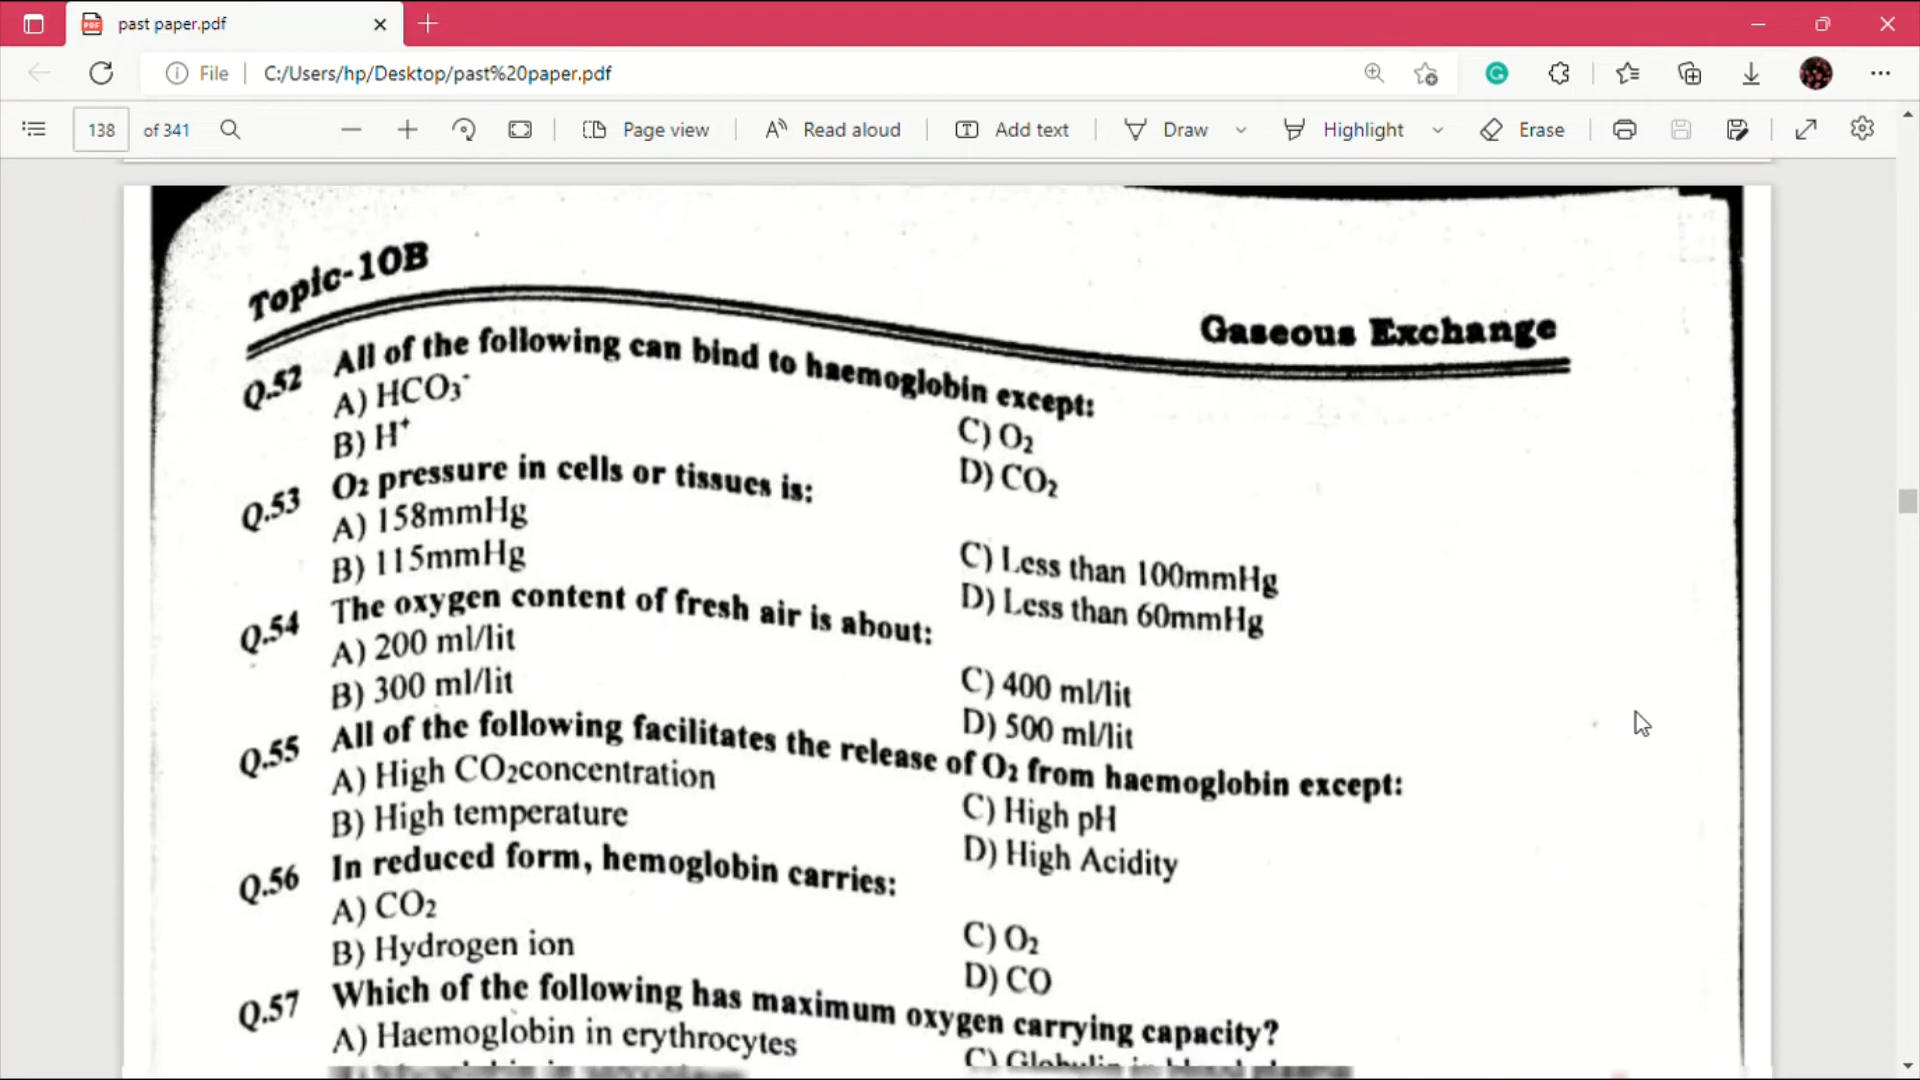 past paper.pdf
File C:/Users/hp/Desktop/past%20paper.pdf
138 of 341 Page view Read aloud Add text Draw Highlight Erase
Topic-10B
Gaseous Exchange
Q.52 All of the following can bind to haemoglobin except:
A) HCO₃⁻
B) H⁺
C) O₂
D) CO₂
Q.53 O₂ pressure in cells or tissues is:
A) 158mmHg
B) 115mmHg
C) Less than 100mmHg
D) Less than 60mmHg
Q.54 The oxygen content of fresh air is about:
A) 200 ml/lit
B) 300 ml/lit
C) 400 ml/lit
D) 500 ml/lit
Q.55 All of the following facilitates the release of O₂ from haemoglobin except:
A) High CO₂concentration
B) High temperature
C) High pH
D) High Acidity
Q.56 In reduced form, hemoglobin carries:
A) CO₂
B) Hydrogen ion
C) O₂
D) CO
Q.57 Which of the following has maximum oxygen carrying capacity?
A) Haemoglobin in erythrocytes
C) Globulin in blood plasma